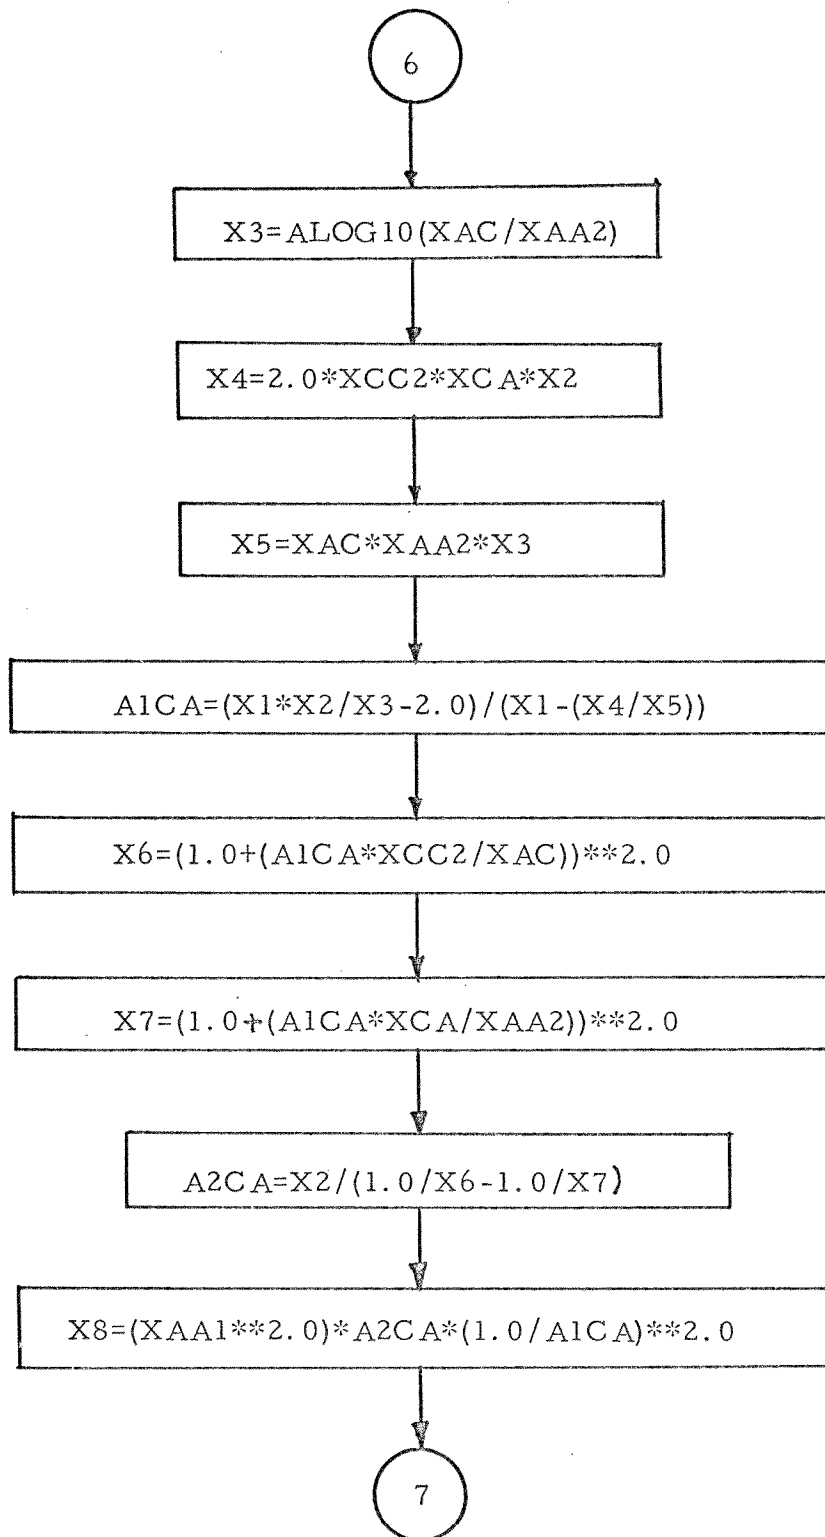 6
X3=ALOG10(XAC/XAA2)
X4=2.0*XCC2*XCA*X2
X5=XAC*XAA2*X3
A1CA=(X1*X2/X3-2.0)/(X1-(X4/X5))
X6=(1.0+(A1CA*XCC2/XAC))**2.0
X7=(1.0+(A1CA*XCA/XAA2))**2.0
A2CA=X2/(1.0/X6-1.0/X7)
X8=(XAA1**2.0)*A2CA*(1.0/A1CA)**2.0
7